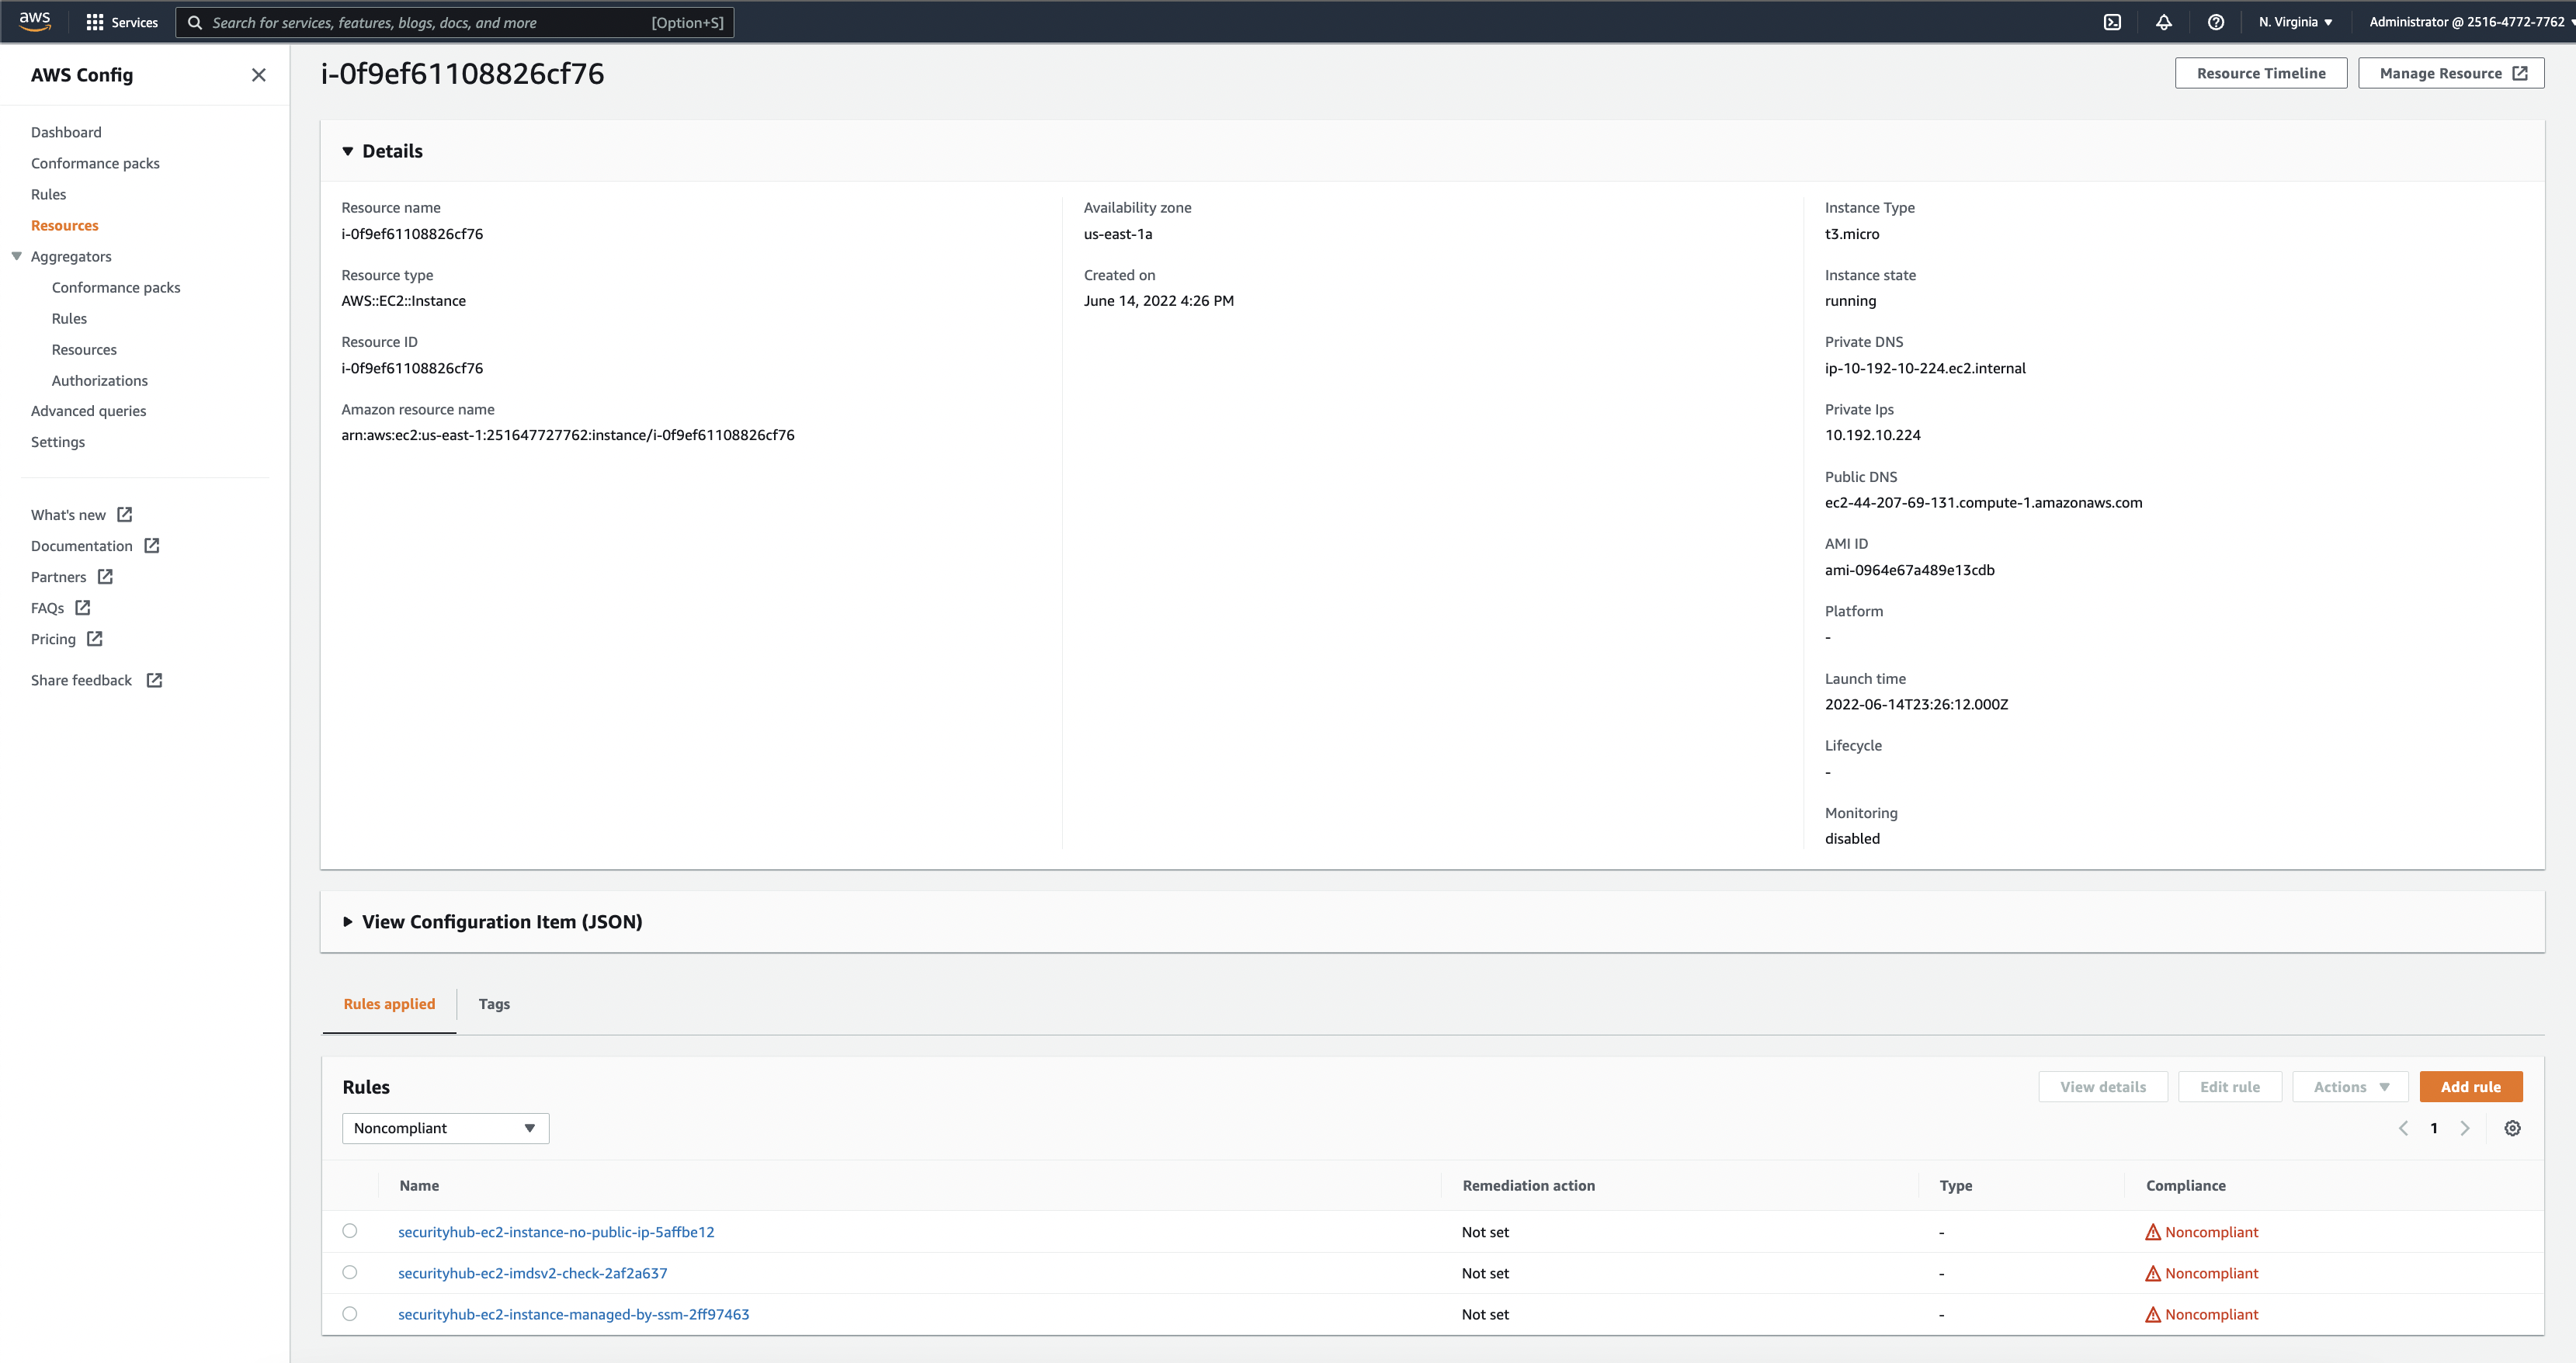 aws
Services
Search for services, features, blogs, docs, and more [Option+S]
N. Virginia
Administrator @ 2516-4772-7762
AWS Config
Dashboard
Conformance packs
Rules
Resources
Aggregators
Conformance packs
Rules
Resources
Authorizations
Advanced queries
Settings
What's new
Documentation
Partners
FAQs
Pricing
Share feedback
i-0f9ef61108826cf76
Resource Timeline
Manage Resource
Details
Resource name
i-0f9ef61108826cf76
Resource type
AWS::EC2::Instance
Resource ID
i-0f9ef61108826cf76
Amazon resource name
arn:aws:ec2:us-east-1:251647727762:instance/i-0f9ef61108826cf76
Availability zone
us-east-1a
Created on
June 14, 2022 4:26 PM
Instance Type
t3.micro
Instance state
running
Private DNS
ip-10-192-10-224.ec2.internal
Private Ips
10.192.10.224
Public DNS
ec2-44-207-69-131.compute-1.amazonaws.com
AMI ID
ami-0964e67a489e13cdb
Platform
-
Launch time
2022-06-14T23:26:12.000Z
Lifecycle
-
Monitoring
disabled
View Configuration Item (JSON)
Rules applied
Tags
Rules
View details
Edit rule
Actions
Add rule
Noncompliant
1
Name Remediation action Type Compliance
securityhub-ec2-instance-no-public-ip-5affbe12 Not set - Noncompliant
securityhub-ec2-imdsv2-check-2af2a637 Not set - Noncompliant
securityhub-ec2-instance-managed-by-ssm-2ff97463 Not set - Noncompliant